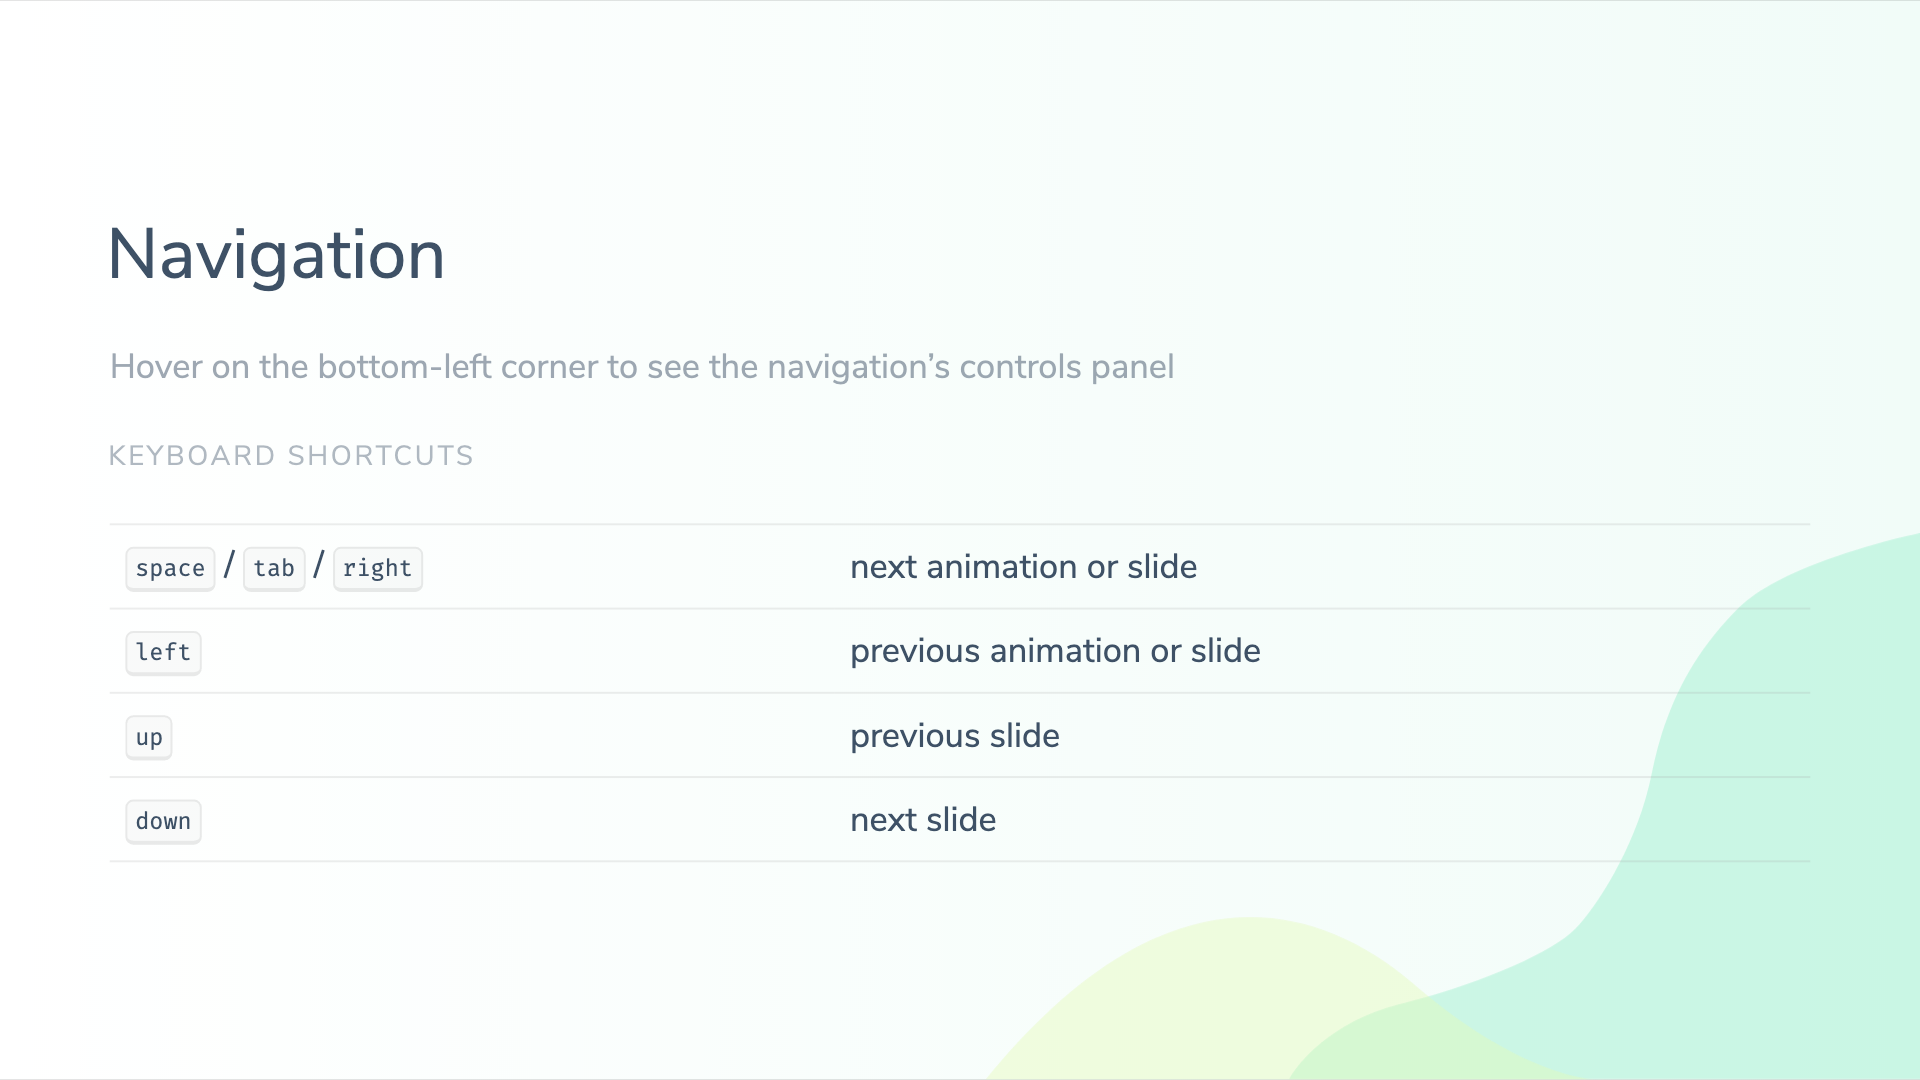 Navigation
Hover on the bottom-left corner to see the navigation’s controls panel
KEYBOARD SHORTCUTS
space / tab / right next animation or slide
left previous animation or slide
up previous slide
down next slide